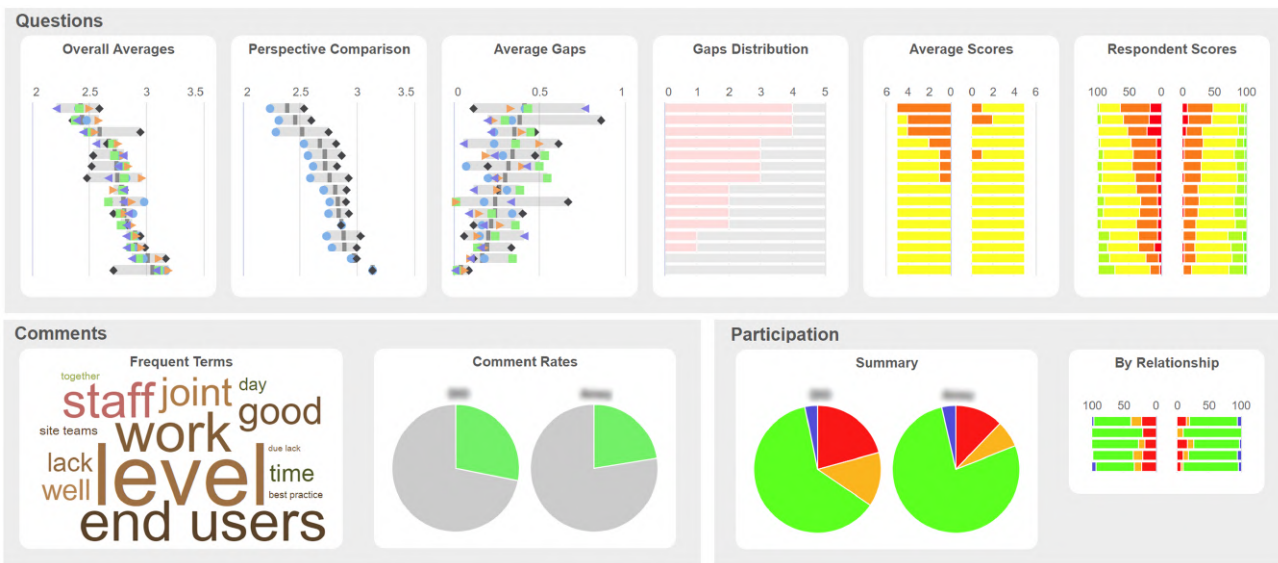 Questions
Overall Averages
2 2.5 3 3.5
Perspective Comparison
2 2.5 3 3.5
Average Gaps
0 0.5 1
Gaps Distribution
0 1 2 3 4 5
Average Scores
6 4 2 0 0 2 4 6
Respondent Scores
100 50 0 0 50 100
Comments
Frequent Terms
together
staff joint day
good
site teams work due lack
lack level time
well best practice
end users
Comment Rates
Participation
Summary
By Relationship
100 50 0 0 50 100